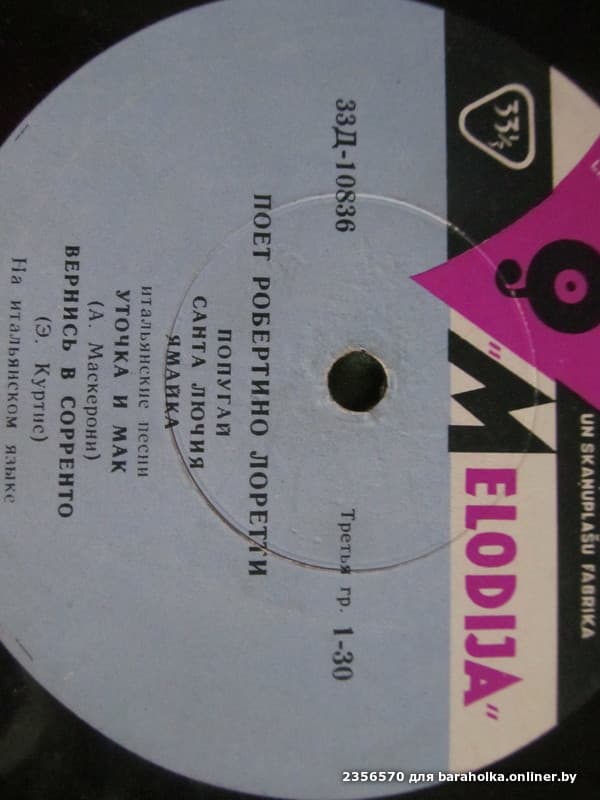 UN SKAŅUPLAŠU FABRIKA
"MELODIJA"
33⅓
33Д-10836
Третья гр. 1-30
ПОЕТ РОБЕРТИНО ЛОРЕТТИ
ПОПУГАЙ
САНТА ЛЮЧИЯ
ЯМАЙКА
итальянские песни
УТОЧКА И МАК
(А. Маскерони)
ВЕРНИСЬ В СОРРЕНТО
(Э. Куртис)
На итальянском языке
2356570 для baraholka.onliner.by